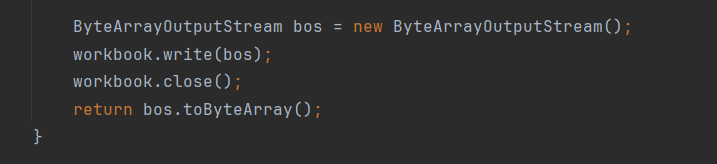 ByteArrayOutputStream bos = new ByteArrayOutputStream();
workbook.write(bos);
workbook.close();
return bos.toByteArray();
}